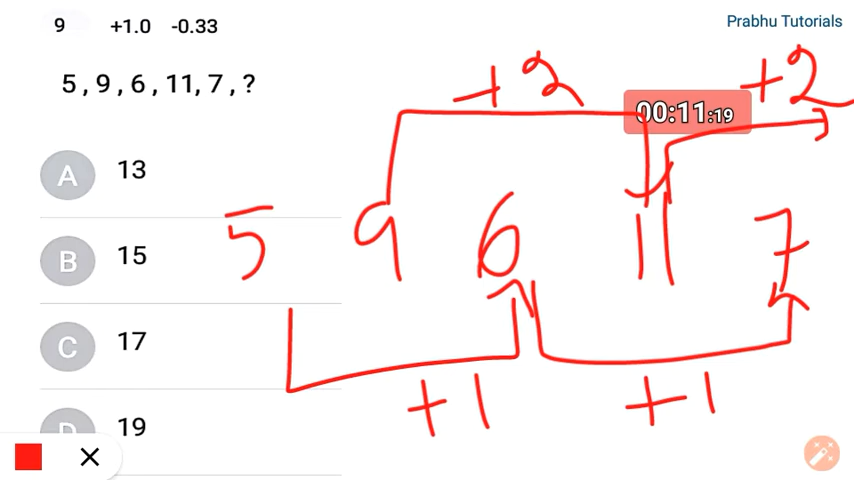 9 +1.0 -0.33 Prabhu Tutorials
5 , 9 , 6 , 11, 7 , ?
+2 00:11:19 +2
A 13
5 9 6 11 7
B 15
C 17
+1 +1
D 19